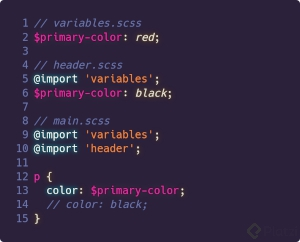 1 // variables.scss
2 $primary-color: red;
3
4 // header.scss
5 @import 'variables';
6 $primary-color: black;
7
8 // main.scss
9 @import 'variables';
10 @import 'header';
11
12 p {
13 color: $primary-color;
14 // color: black;
15 }